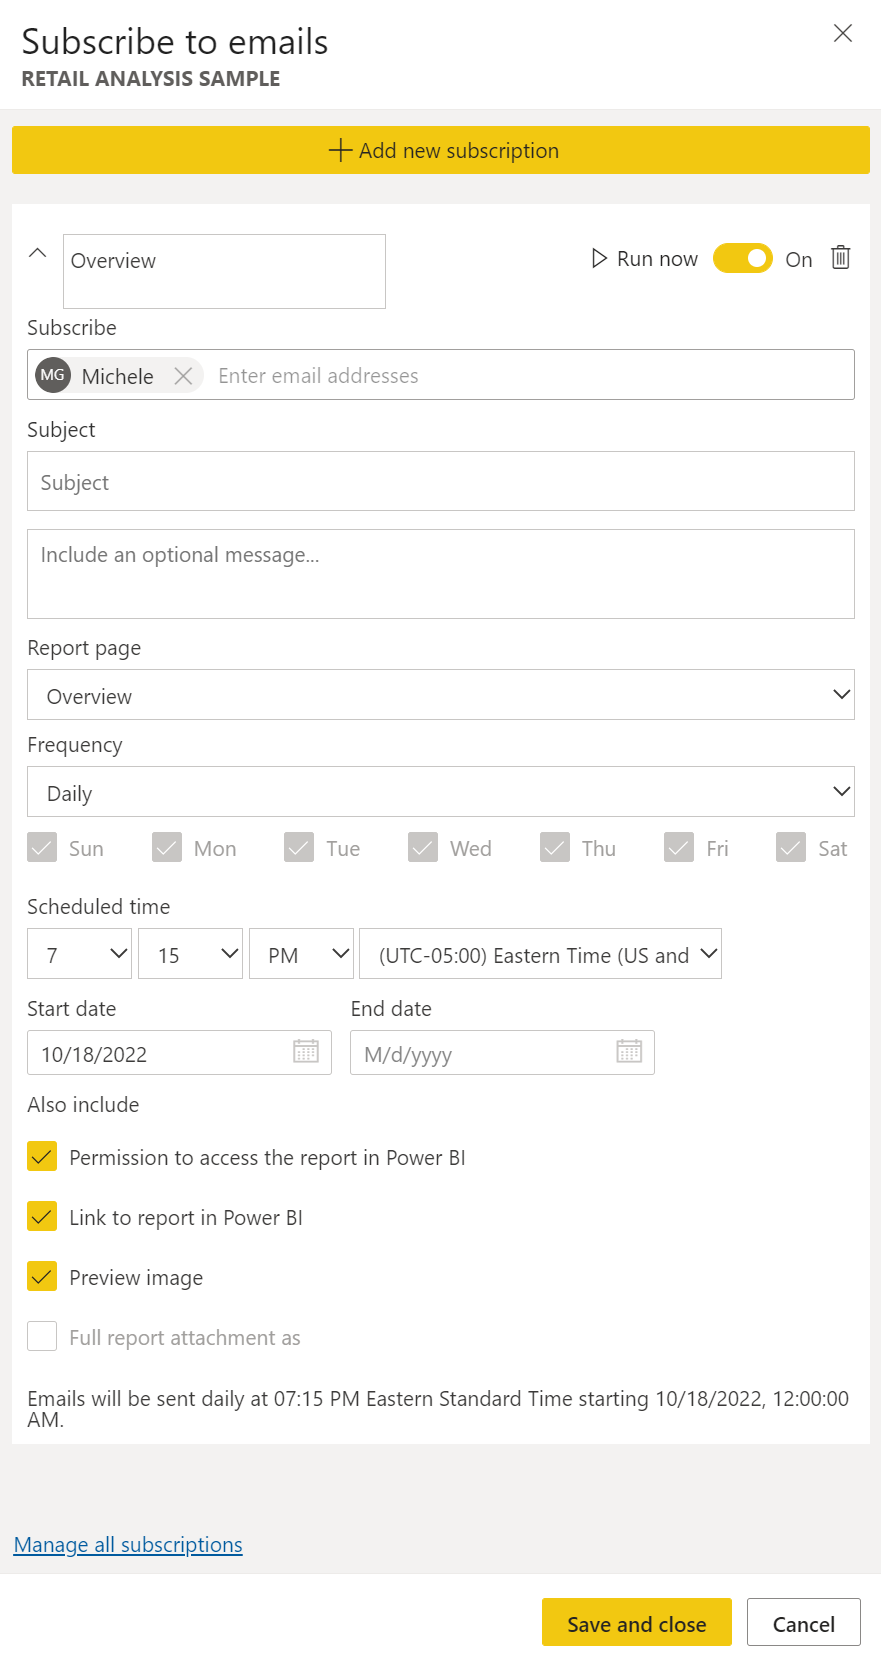 Subscribe to emails
RETAIL ANALYSIS SAMPLE
Add new subscription
Overview
Run now On
Subscribe
MG Michele Enter email addresses
Subject
Subject
Include an optional message...
Report page
Overview
Frequency
Daily
Sun Mon Tue Wed Thu Fri Sat
Scheduled time
7 15 PM (UTC-05:00) Eastern Time (US and
Start date End date
10/18/2022 M/d/yyyy
Also include
Permission to access the report in Power BI
Link to report in Power BI
Preview image
Full report attachment as
Emails will be sent daily at 07:15 PM Eastern Standard Time starting 10/18/2022, 12:00:00
AM.
Manage all subscriptions
Save and close Cancel